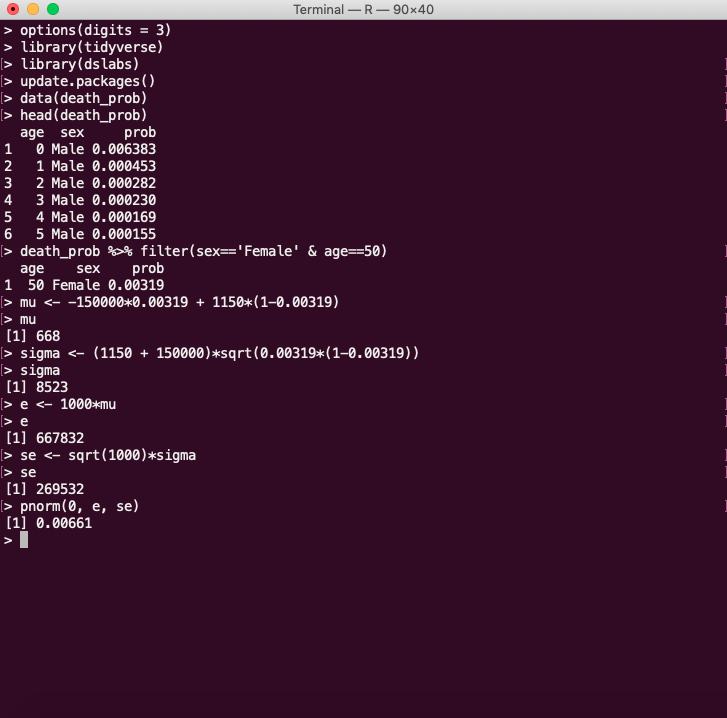 Terminal — R — 90×40
> options(digits = 3)
> library(tidyverse)
[> library(dslabs)
[> update.packages()
[> data(death_prob)
[> head(death_prob)
  age  sex     prob
1   0 Male 0.006383
2   1 Male 0.000453
3   2 Male 0.000282
4   3 Male 0.000230
5   4 Male 0.000169
6   5 Male 0.000155
[> death_prob %>% filter(sex=='Female' & age==50)
  age    sex    prob
1  50 Female 0.00319
[> mu <- -150000*0.00319 + 1150*(1-0.00319)
[> mu
[1] 668
[> sigma <- (1150 + 150000)*sqrt(0.00319*(1-0.00319))
[> sigma
[1] 8523
[> e <- 1000*mu
[> e
[1] 667832
[> se <- sqrt(1000)*sigma
[> se
[1] 269532
[> pnorm(0, e, se)
[1] 0.00661
>